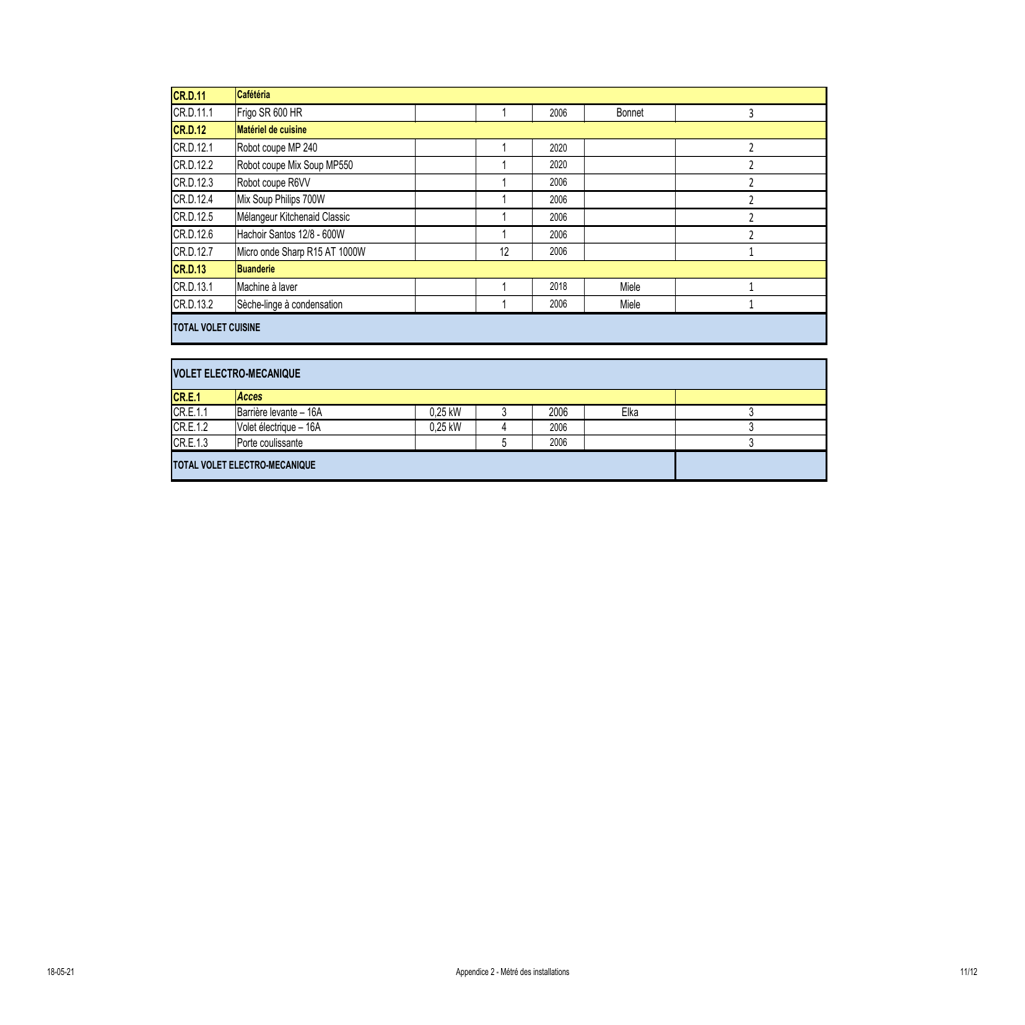 CR.D.11 Cafétéria
CR.D.11.1 Frigo SR 600 HR 1 2006 Bonnet 3
CR.D.12 Matériel de cuisine
CR.D.12.1 Robot coupe MP 240 1 2020 2
CR.D.12.2 Robot coupe Mix Soup MP550 1 2020 2
CR.D.12.3 Robot coupe R6VV 1 2006 2
CR.D.12.4 Mix Soup Philips 700W 1 2006 2
CR.D.12.5 Mélangeur Kitchenaid Classic 1 2006 2
CR.D.12.6 Hachoir Santos 12/8 - 600W 1 2006 2
CR.D.12.7 Micro onde Sharp R15 AT 1000W 12 2006 1
CR.D.13 Buanderie
CR.D.13.1 Machine à laver 1 2018 Miele 1
CR.D.13.2 Sèche-linge à condensation 1 2006 Miele 1
TOTAL VOLET CUISINE
VOLET ELECTRO-MECANIQUE
CR.E.1 Acces
CR.E.1.1 Barrière levante – 16A 0,25 kW 3 2006 Elka 3
CR.E.1.2 Volet électrique – 16A 0,25 kW 4 2006 3
CR.E.1.3 Porte coulissante 5 2006 3
TOTAL VOLET ELECTRO-MECANIQUE
18-05-21 Appendice 2 - Métré des installations 11/12